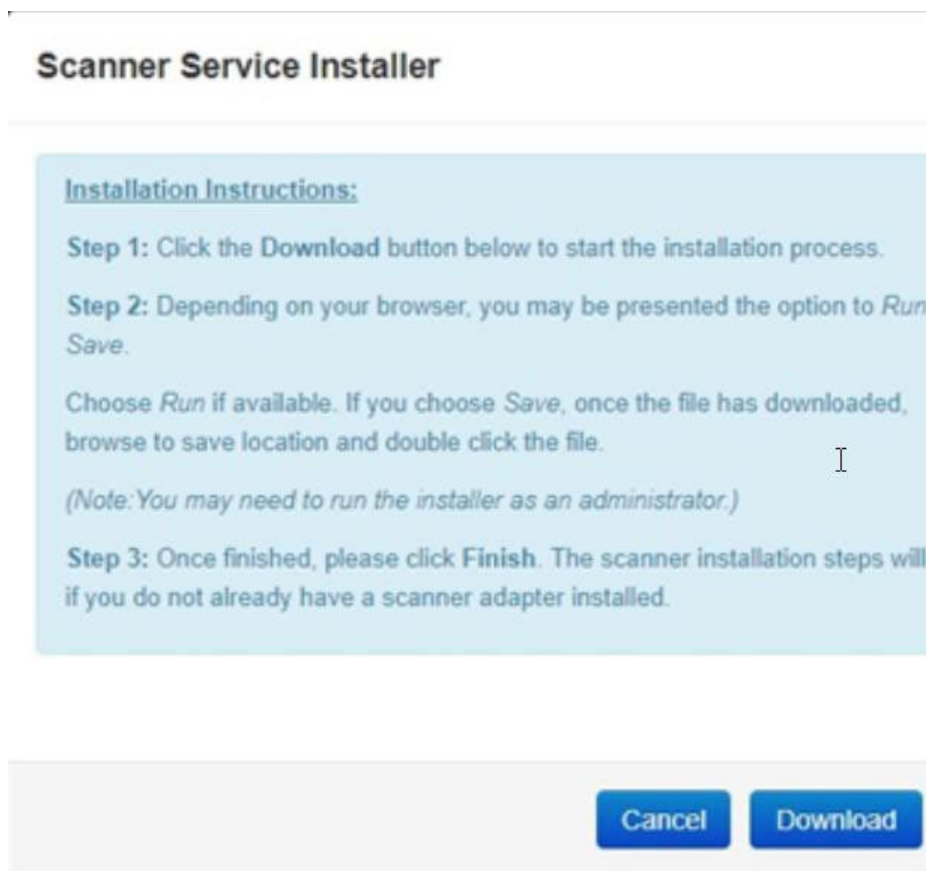 Scanner Service Installer
Installation Instructions:
Step 1: Click the Download button below to start the installation process.
Step 2: Depending on your browser, you may be presented the option to Run
Save.
Choose Run if available. If you choose Save, once the file has downloaded,
browse to save location and double click the file.
(Note:You may need to run the installer as an administrator.)
Step 3: Once finished, please click Finish. The scanner installation steps will
if you do not already have a scanner adapter installed.
Cancel
Download